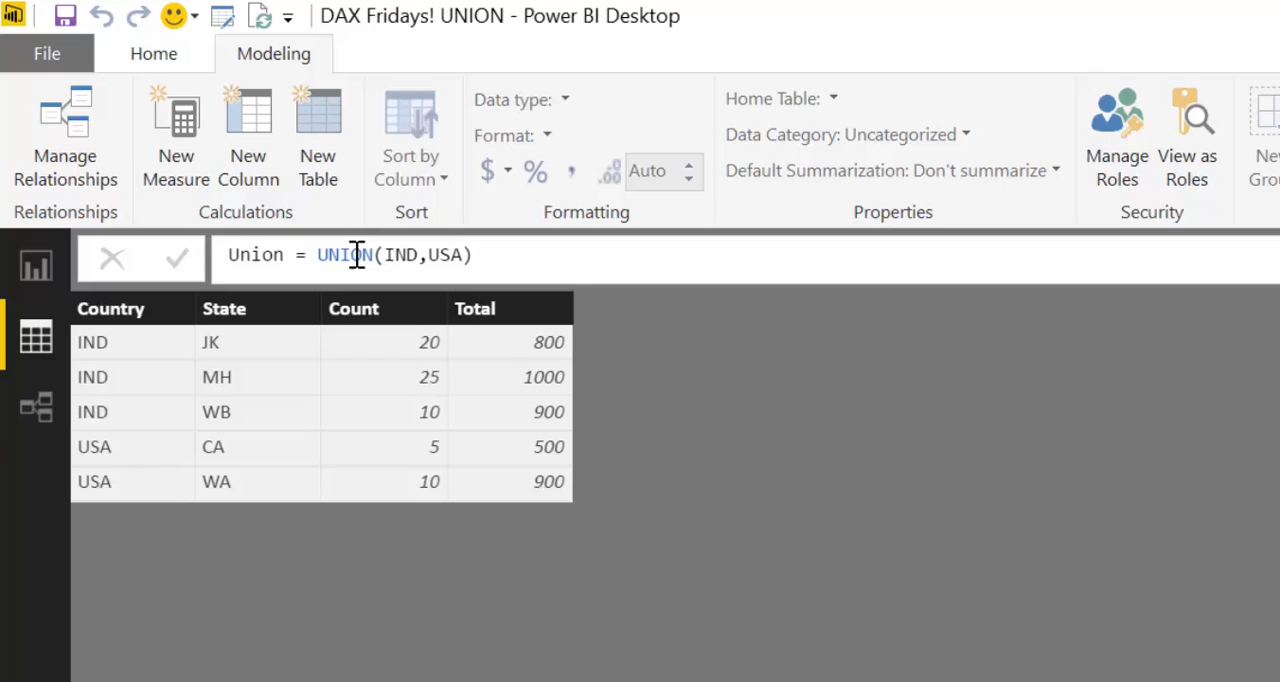 DAX Fridays! UNION - Power BI Desktop
File Home Modeling
Manage Relationships
New Measure
New Column
New Table
Sort by Column
Data type:
Format:
$ % , .00 Auto
Home Table:
Data Category: Uncategorized
Default Summarization: Don't summarize
Manage Roles
View as Roles
Relationships Calculations Sort Formatting Properties Security
Union = UNION(IND,USA)
Country State Count Total
IND JK 20 800
IND MH 25 1000
IND WB 10 900
USA CA 5 500
USA WA 10 900